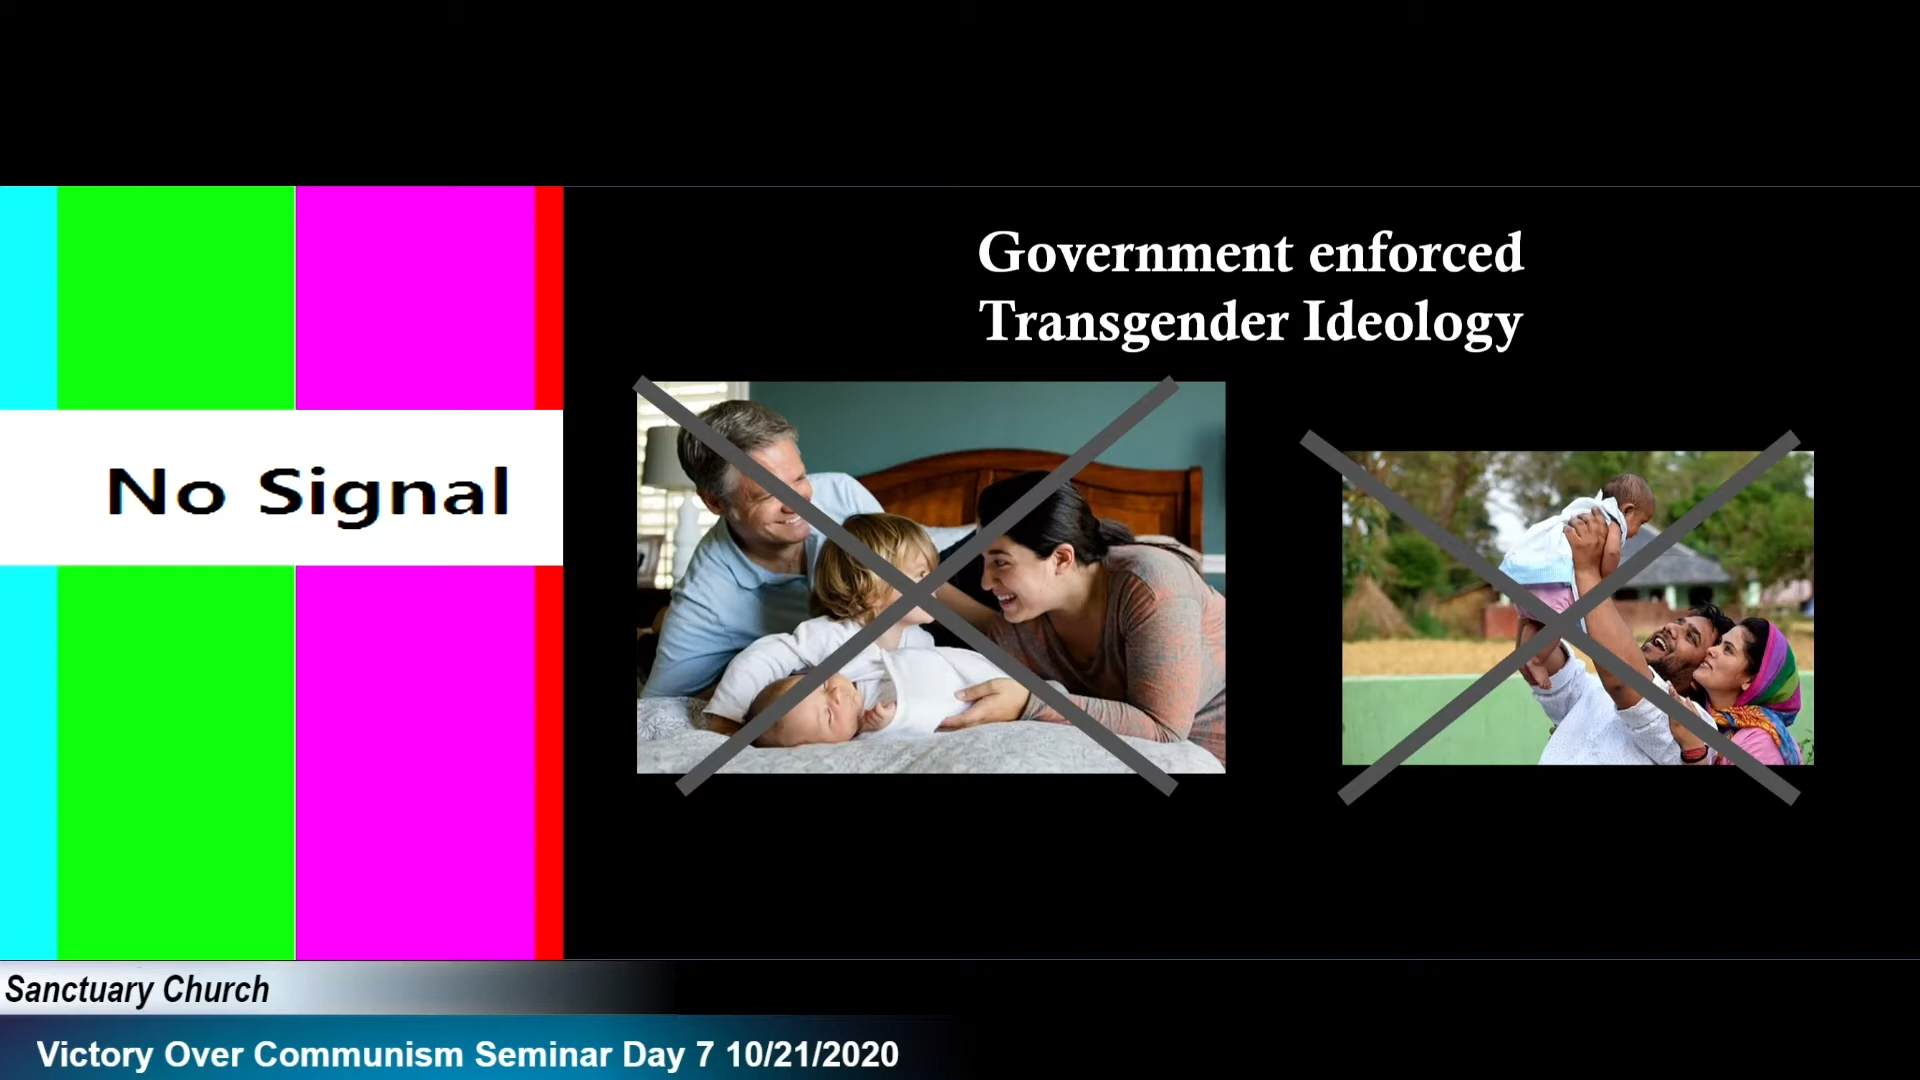 Government enforced
Transgender Ideology
No Signal
Sanctuary Church
Victory Over Communism Seminar Day 7 10/21/2020